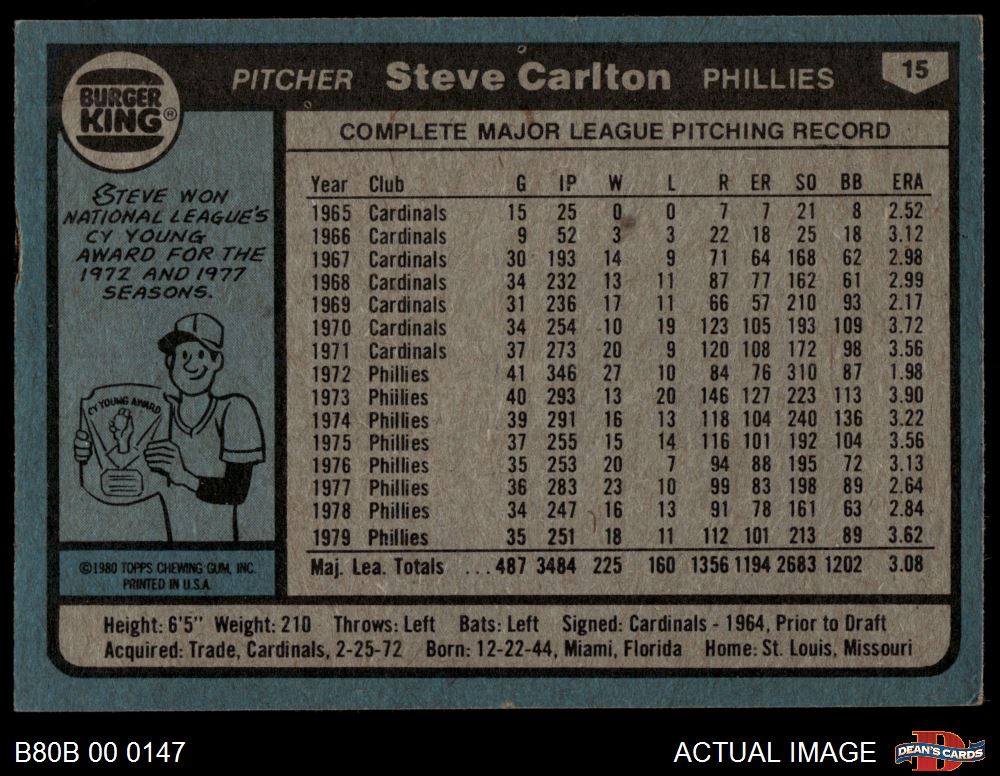 PITCHER Steve Carlton PHILLIES 15
BURGER
KING®
COMPLETE MAJOR LEAGUE PITCHING RECORD
STEVE WON
NATIONAL LEAGUE'S
CY YOUNG
AWARD FOR THE
1972 AND 1977
SEASONS.
CY YOUNG AWARD
©1980 TOPPS CHEWING GUM, INC.
PRINTED IN U.S.A.
Year Club G IP W L R ER SO BB ERA
1965 Cardinals 15 25 0 0 7 7 21 8 2.52
1966 Cardinals 9 52 3 3 22 18 25 18 3.12
1967 Cardinals 30 193 14 9 71 64 168 62 2.98
1968 Cardinals 34 232 13 11 87 77 162 61 2.99
1969 Cardinals 31 236 17 11 66 57 210 93 2.17
1970 Cardinals 34 254 10 19 123 105 193 109 3.72
1971 Cardinals 37 273 20 9 120 108 172 98 3.56
1972 Phillies 41 346 27 10 84 76 310 87 1.98
1973 Phillies 40 293 13 20 146 127 223 113 3.90
1974 Phillies 39 291 16 13 118 104 240 136 3.22
1975 Phillies 37 255 15 14 116 101 192 104 3.56
1976 Phillies 35 253 20 7 94 88 195 72 3.13
1977 Phillies 36 283 23 10 99 83 198 89 2.64
1978 Phillies 34 247 16 13 91 78 161 63 2.84
1979 Phillies 35 251 18 11 112 101 213 89 3.62
Maj. Lea. Totals ...487 3484 225 160 1356 1194 2683 1202 3.08
Height: 6'5" Weight: 210 Throws: Left Bats: Left Signed: Cardinals - 1964, Prior to Draft
Acquired: Trade, Cardinals, 2-25-72 Born: 12-22-44, Miami, Florida Home: St. Louis, Missouri
B80B 00 0147 ACTUAL IMAGE DEAN'S CARDS